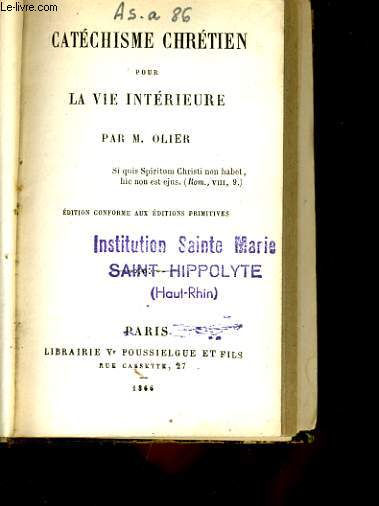 Le-livre.com
As.a 86
CATÉCHISME CHRÉTIEN
POUR
LA VIE INTÉRIEURE
PAR M. OLIER
Si quis Spiritum Christi non habet,
hic non est ejus. (Rom., VIII, 9.)
ÉDITION CONFORME AUX ÉDITIONS PRIMITIVES
Institution Sainte Marie
SAINT-HIPPOLYTE
(Haut-Rhin)
PARIS
LIBRAIRIE Vᵉ POUSSIELGUE ET FILS
RUE CASSETTE, 27
1866